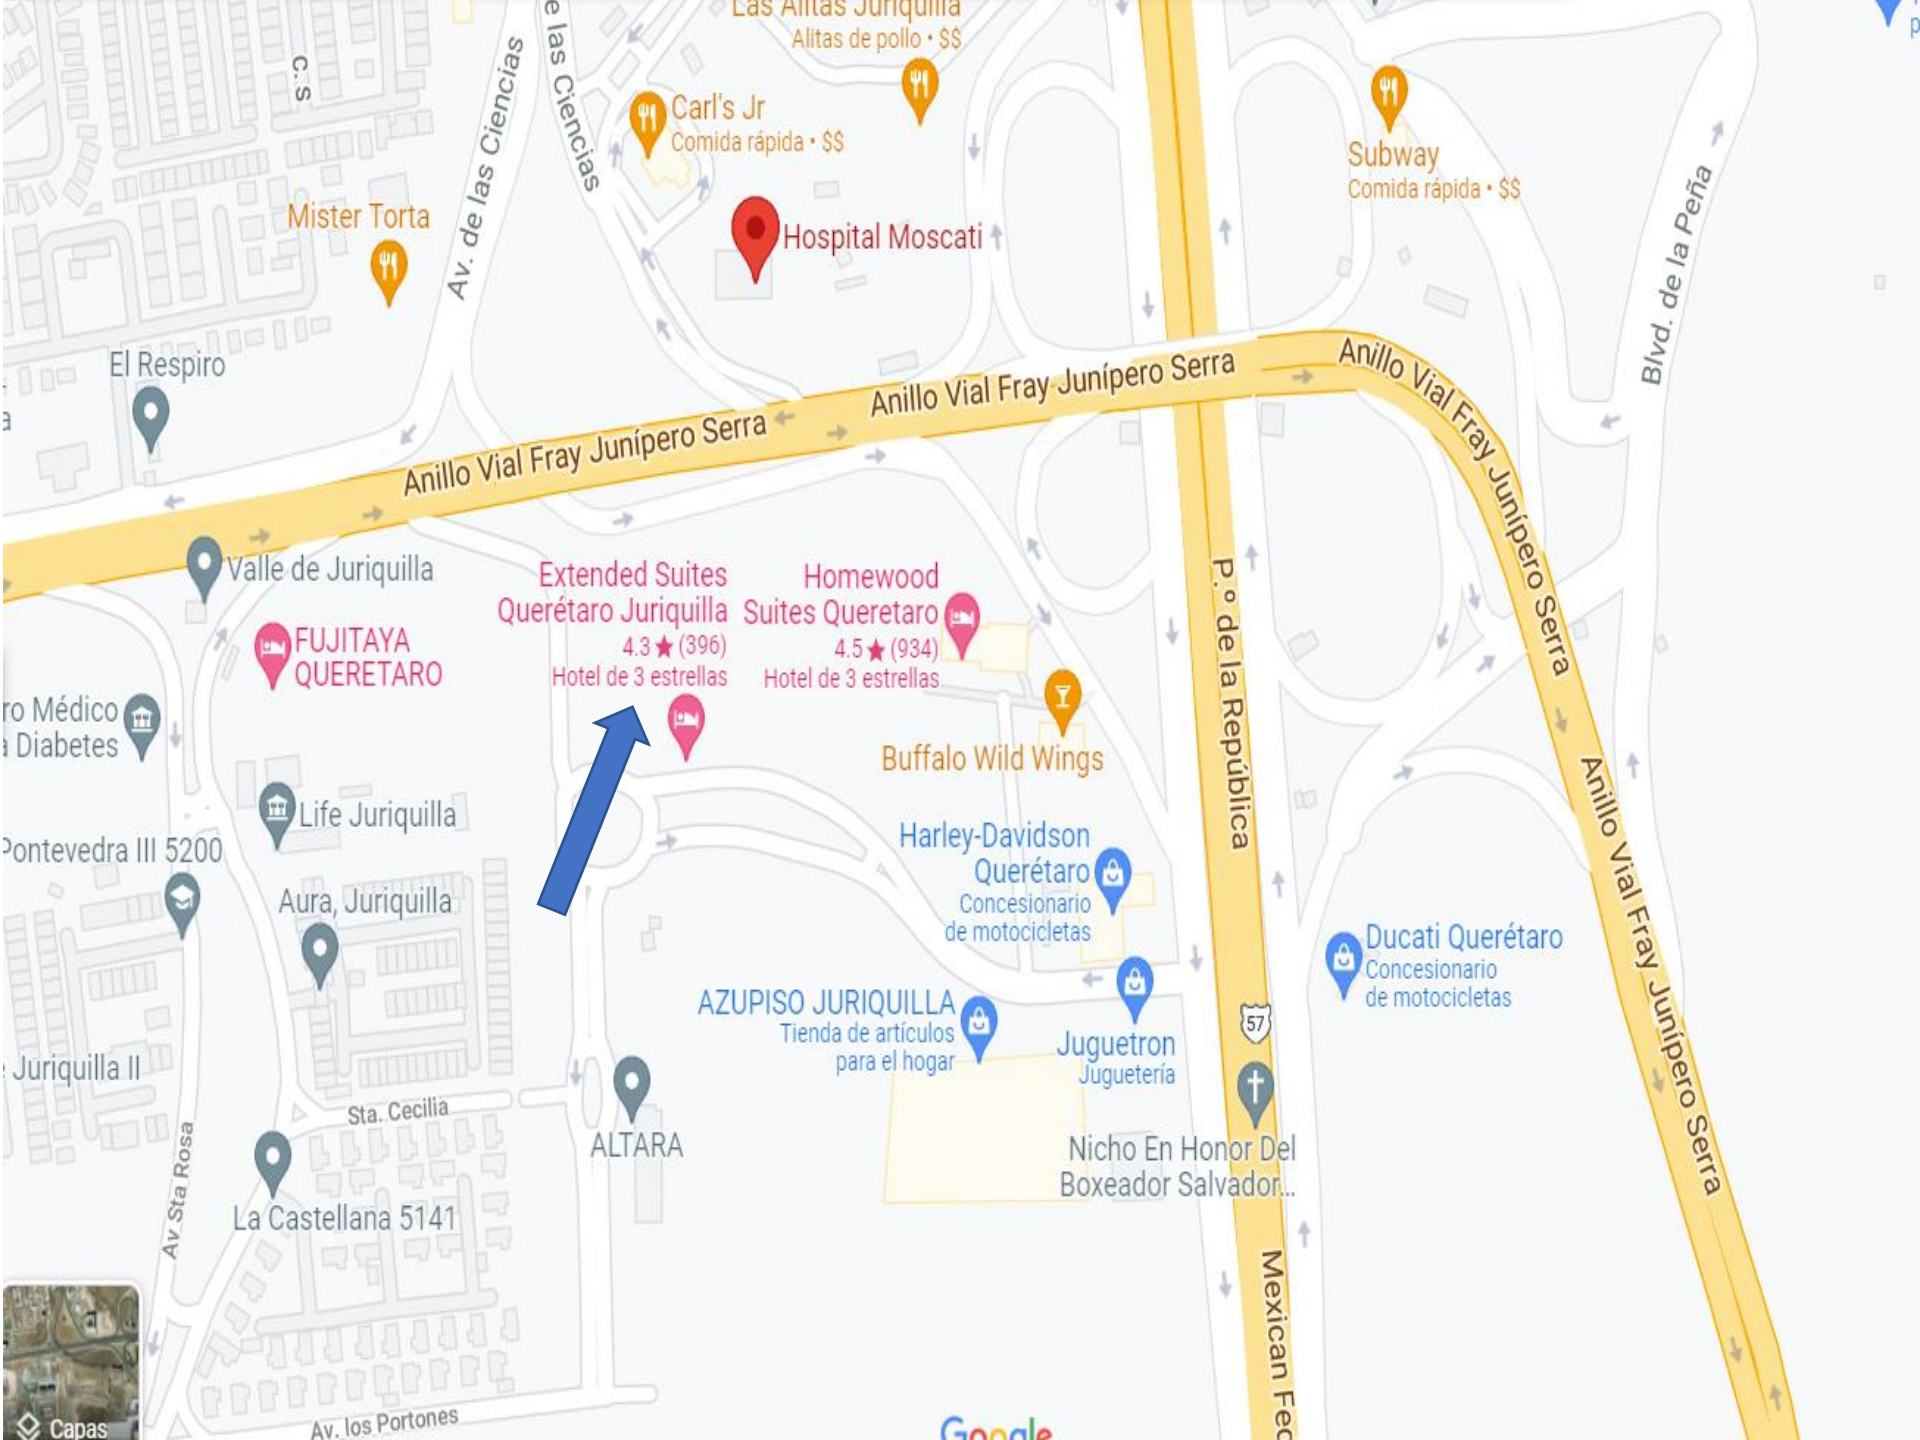 Las Alitas Juriquilla
Alitas de pollo • $$
C. S
Av. de las Ciencias
e las Ciencias
Carl's Jr
Comida rápida • $$
Subway
Comida rápida • $$
Blvd. de la Peña
Mister Torta
Hospital Moscati
El Respiro
Anillo Vial Fray Junípero Serra
Anillo Vial Fray Junípero Serra
Anillo Vial Fray Junípero Serra
Valle de Juriquilla
FUJITAYA
QUERETARO
Extended Suites
Querétaro Juriquilla
4.3 ★ (396)
Hotel de 3 estrellas
Homewood
Suites Queretaro
4.5 ★ (934)
Hotel de 3 estrellas
P.º de la República
ro Médico
a Diabetes
Buffalo Wild Wings
Life Juriquilla
Pontevedra III 5200
Harley-Davidson
Querétaro
Concesionario
de motocicletas
Anillo Vial Fray Junípero Serra
Aura, Juriquilla
Ducati Querétaro
Concesionario
de motocicletas
AZUPISO JURIQUILLA
Tienda de artículos
para el hogar
57
Juguetron
Juguetería
Juriquilla II
Sta. Cecilia
ALTARA
Nicho En Honor Del
Boxeador Salvador...
Av Sta Rosa
La Castellana 5141
Mexican Fed
Av. los Portones
Capas
Google